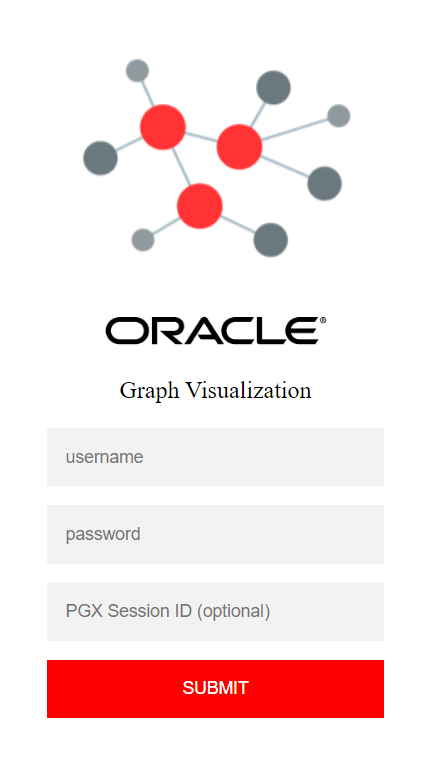 ORACLE®
Graph Visualization
username
password
PGX Session ID (optional)
SUBMIT